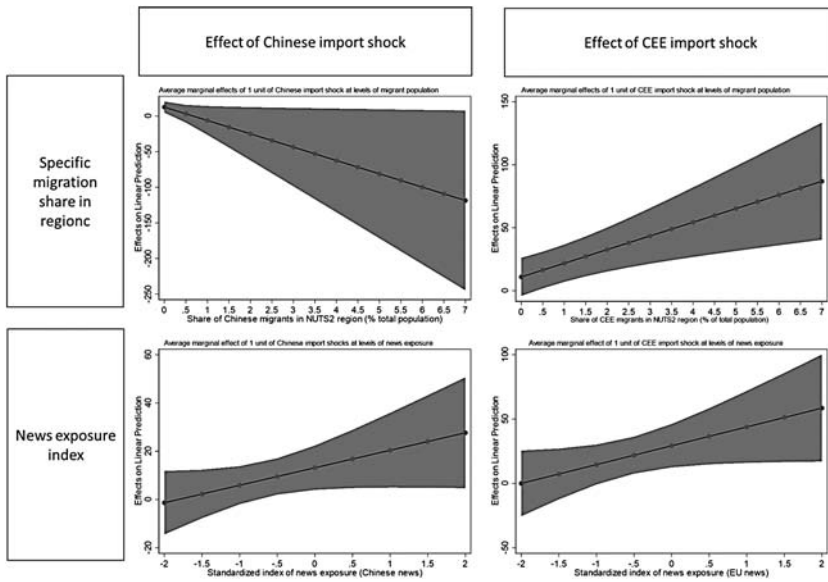 Effect of Chinese import shock
Effect of CEE import shock
Specific
migration
share in
regionc
Average marginal effects of 1 unit of Chinese import shock at levels of migrant population
Effects on Linear Prediction
0
-50
-100
-150
-200
-250
0 .5 1 1.5 2 2.5 3 3.5 4 4.5 5 5.5 6 6.5 7
Share of Chinese migrants in NUTS2 region (% total population)
Average marginal effects of 1 unit of CEE import shock at levels of migrant population
Effects on Linear Prediction
150
100
50
0
0 .5 1 1.5 2 2.5 3 3.5 4 4.5 5 5.5 6 6.5 7
Share of CEE migrants in NUTS2 region (% of total population)
News exposure
index
Average marginal effect of 1 unit of Chinese import shocks at levels of news exposure
Effects on Linear Prediction
60
40
20
0
-20
-2 -1.5 -1 -.5 0 .5 1 1.5 2
Standardized index of news exposure (Chinese news)
Average marginal effect of 1 unit of CEE import shock at levels of news exposure
Effects on Linear Prediction
100
50
0
-50
-2 -1.5 -1 -.5 0 .5 1 1.5 2
Standardized index of news exposure (EU news)